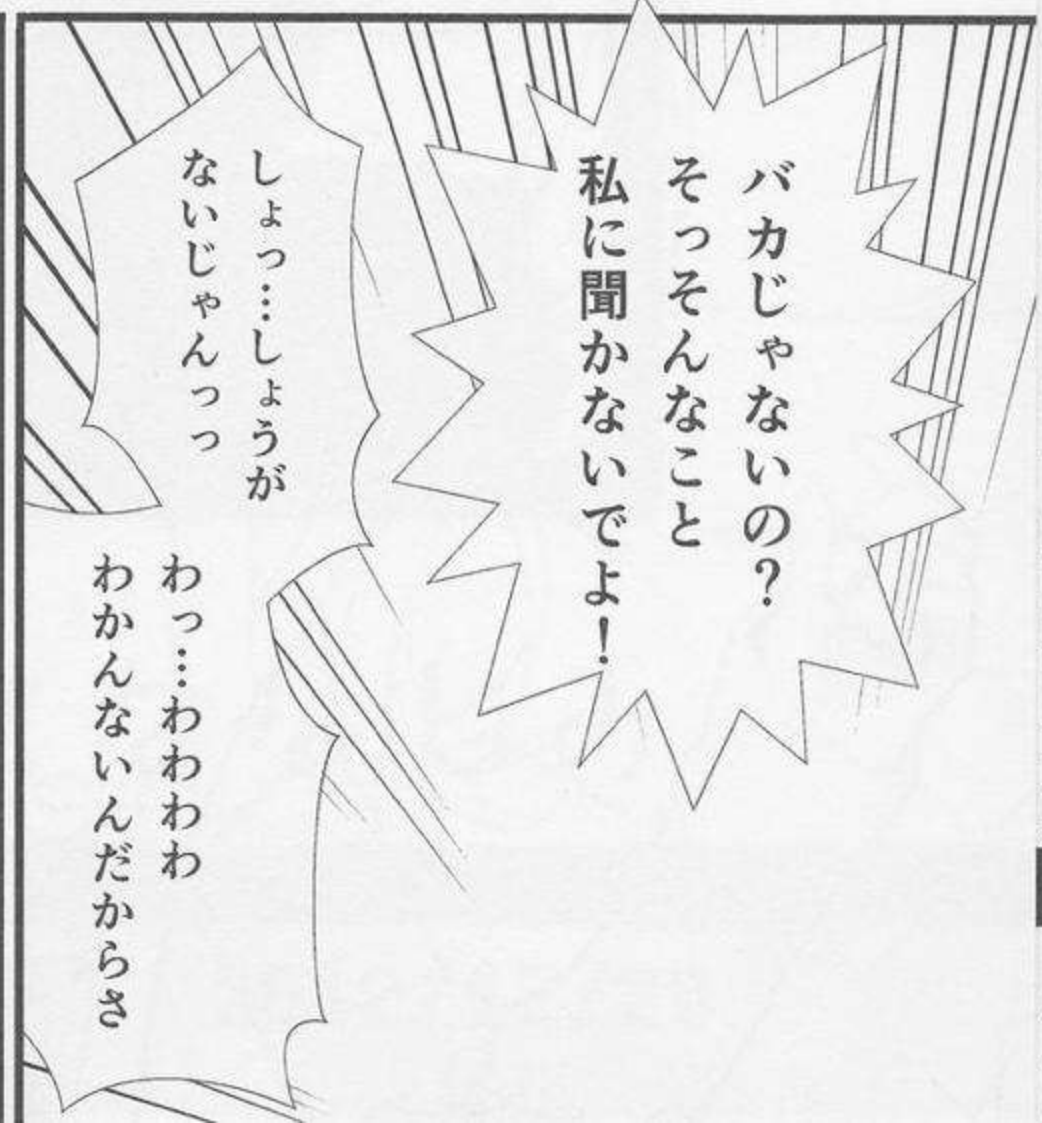 バカじゃないの？
そっそんなこと
私に聞かないでよ！
しょっ…しょうが
ないじゃんっっ
わっ…わわわわ
わかんないんだからさ